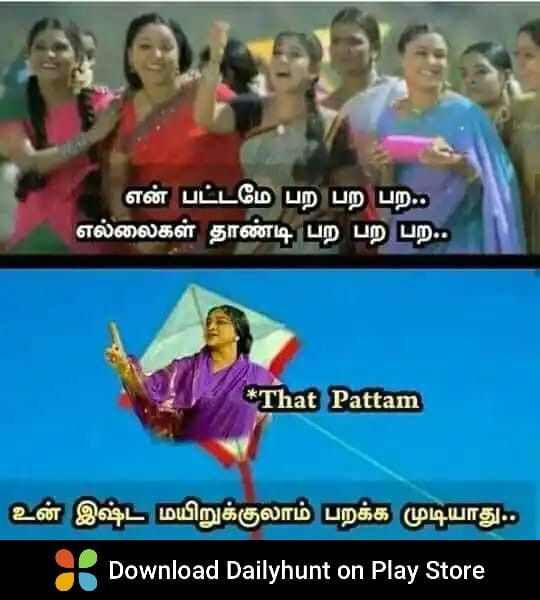 என் பட்டமே பற பற பற..
எல்லைகள் தாண்டி பற பற பற..
*That Pattam
உன் இஷ்ட மயிறுக்குலாம் பறக்க முடியாது..
Download Dailyhunt on Play Store